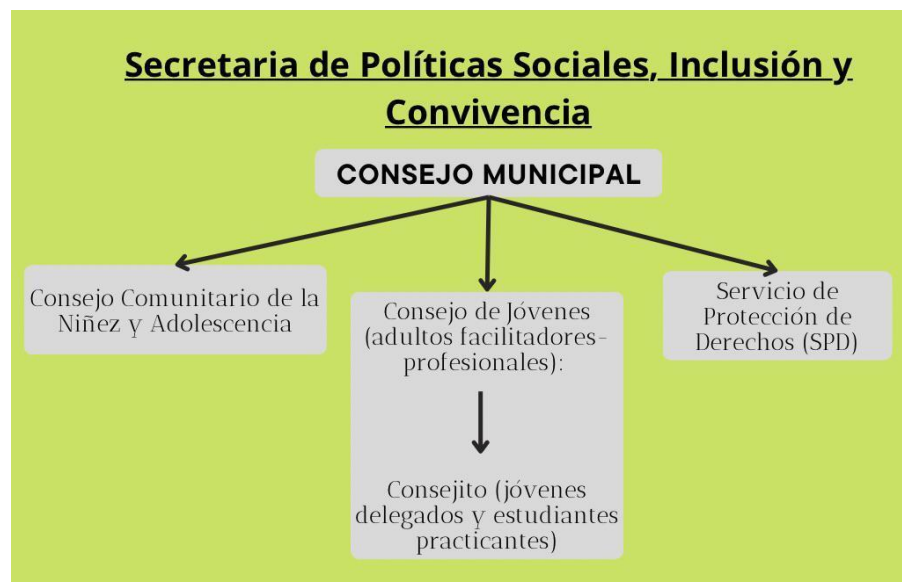 Secretaria de Políticas Sociales, Inclusión y
Convivencia
CONSEJO MUNICIPAL
Consejo Comunitario de la
Niñez y Adolescencia
Consejo de Jóvenes
(adultos facilitadores-
profesionales):
Consejito (jóvenes
delegados y estudiantes
practicantes)
Servicio de
Protección de
Derechos (SPD)